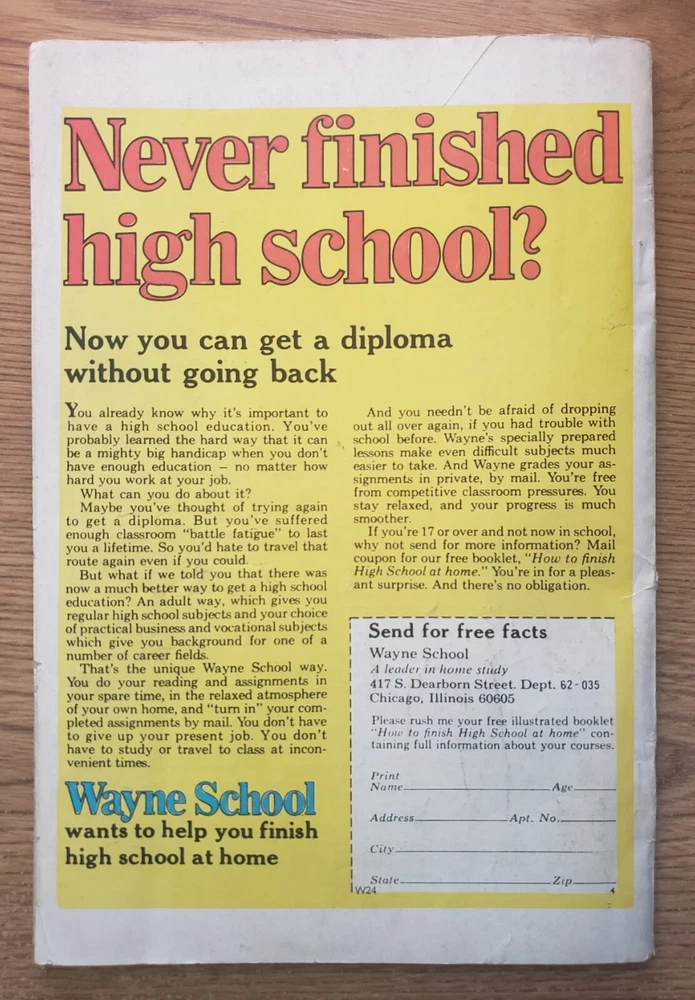 Never finished
high school?
Now you can get a diploma
without going back
You already know why it's important to
have a high school education. You've
probably learned the hard way that it can
be a mighty big handicap when you don't
have enough education – no matter how
hard you work at your job.
What can you do about it?
Maybe you've thought of trying again
to get a diploma. But you've suffered
enough classroom "battle fatigue" to last
you a lifetime. So you'd hate to travel that
route again even if you could.
But what if we told you that there was
now a much better way to get a high school
education? An adult way, which gives you
regular high school subjects and your choice
of practical business and vocational subjects
which give you background for one of a
number of career fields.
That's the unique Wayne School way.
You do your reading and assignments in
your spare time, in the relaxed atmosphere
of your own home, and "turn in" your com-
pleted assignments by mail. You don't have
to give up your present job. You don't
have to study or travel to class at incon-
venient times.
Wayne School
wants to help you finish
high school at home
And you needn't be afraid of dropping
out all over again, if you had trouble with
school before. Wayne's specially prepared
lessons make even difficult subjects much
easier to take. And Wayne grades your as-
signments in private, by mail. You're free
from competitive classroom pressures. You
stay relaxed, and your progress is much
smoother.
If you're 17 or over and not now in school,
why not send for more information? Mail
coupon for our free booklet, "How to finish
High School at home." You're in for a pleas-
ant surprise. And there's no obligation.
Send for free facts
Wayne School
A leader in home study
417 S. Dearborn Street. Dept. 62-035
Chicago, Illinois 60605
Please rush me your free illustrated booklet
"How to finish High School at home" con-
taining full information about your courses.
Print
Name Age
Address Apt. No.
City
State Zip
W24 4